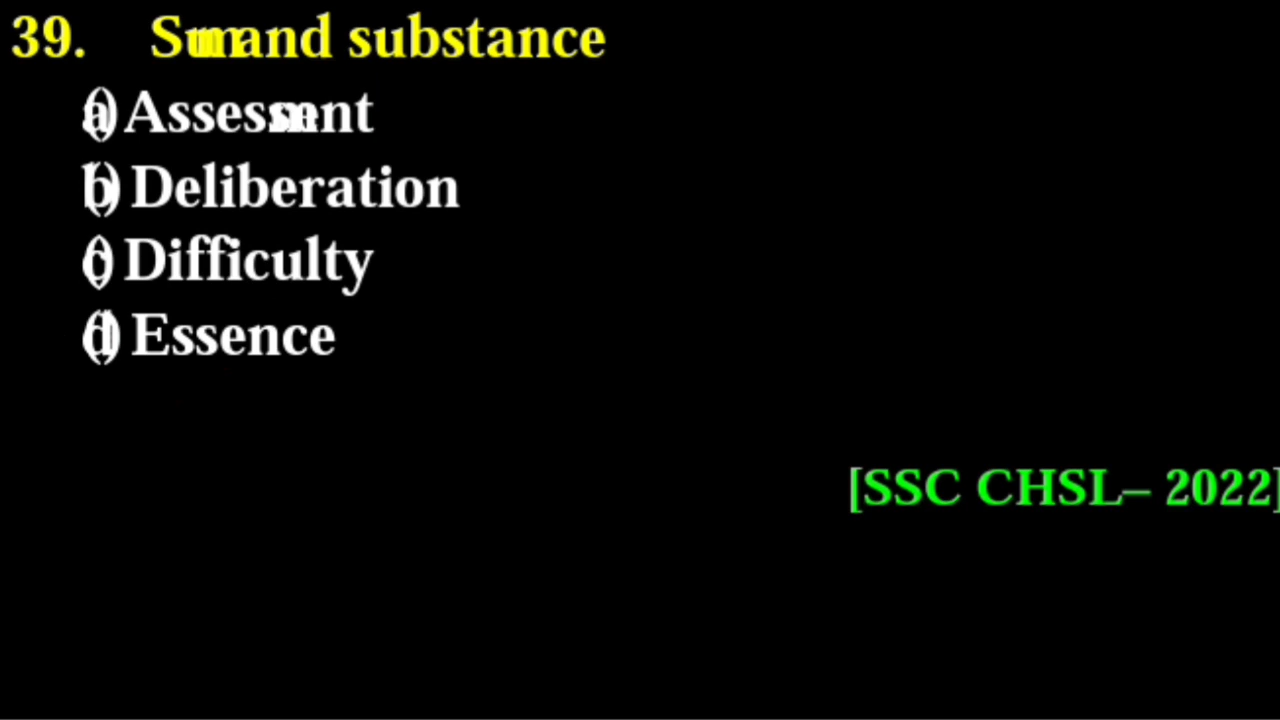 39. Sum and substance
(a) Assessment
(b) Deliberation
(c) Difficulty
(d) Essence
[SSC CHSL– 2022]